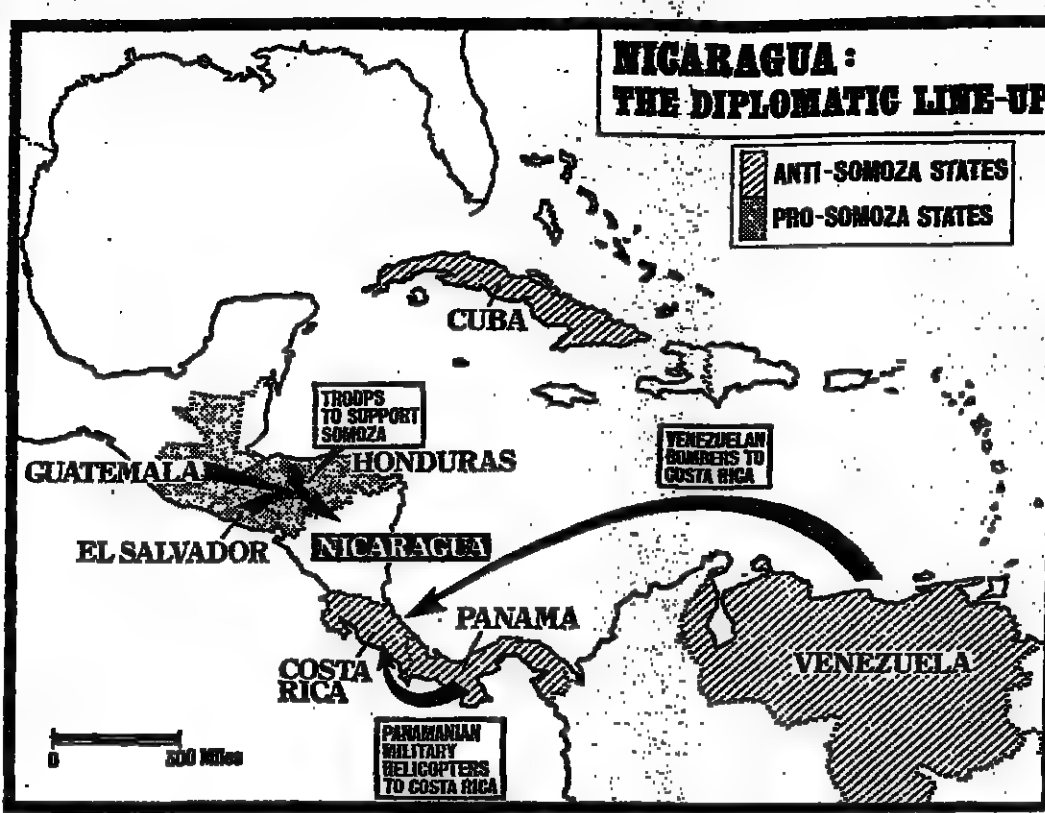 NICARAGUA:
THE DIPLOMATIC LINE-UP
ANTI-SOMOZA STATES
PRO-SOMOZA STATES
CUBA
TROOPS
TO SUPPORT
SOMOZA
VENEZUELAN
BOMBERS TO
COSTA RICA
GUATEMALA
HONDURAS
EL SALVADOR
NICARAGUA
PANAMA
COSTA
RICA
VENEZUELA
PANAMANIAN
MILITARY
HELICOPTERS
TO COSTA RICA
0 500 Miles